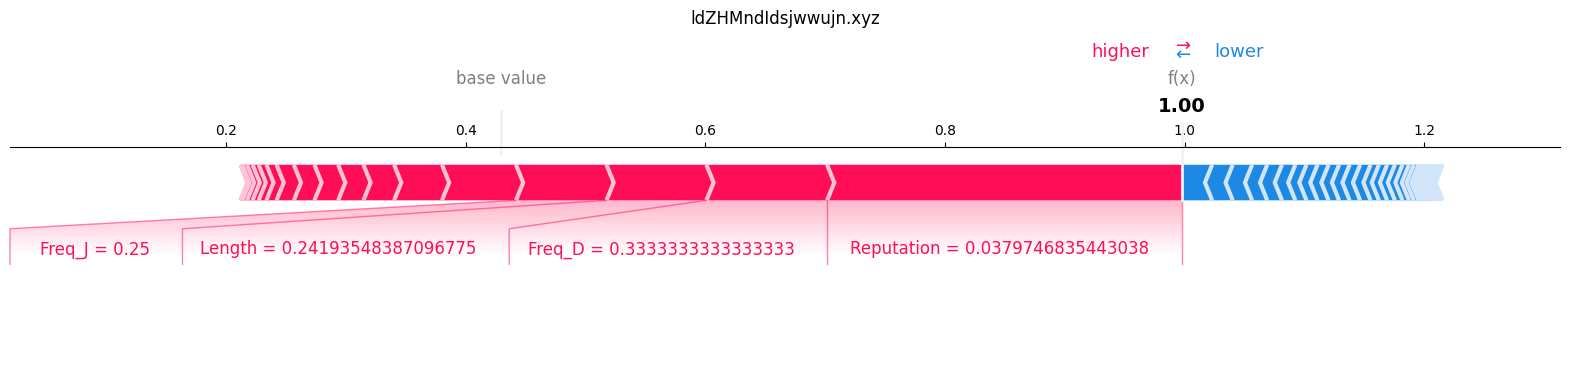 ldZHMndIdsjwwujn.xyz
higher ⇄ lower
base value f(x)
1.00
0.2 0.4 0.6 0.8 1.0 1.2
Freq_J = 0.25 Length = 0.24193548387096775 Freq_D = 0.3333333333333333 Reputation = 0.0379746835443038